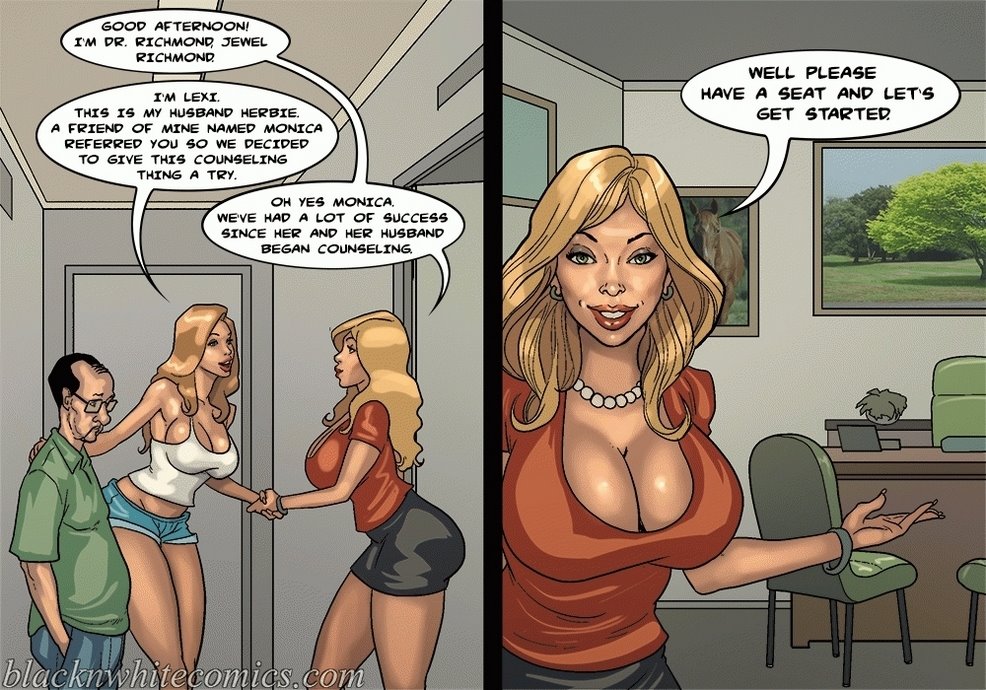 GOOD AFTERNOON!
I'M DR. RICHMOND, JEWEL
RICHMOND.
I'M LEXI.
THIS IS MY HUSBAND HERBIE.
A FRIEND OF MINE NAMED MONICA
REFERRED YOU SO WE DECIDED
TO GIVE THIS COUNSELING
THING A TRY.
OH YES MONICA.
WE'VE HAD A LOT OF SUCCESS
SINCE HER AND HER HUSBAND
BEGAN COUNSELING.
WELL PLEASE
HAVE A SEAT AND LET'S
GET STARTED.
blacknwhitecomics.com